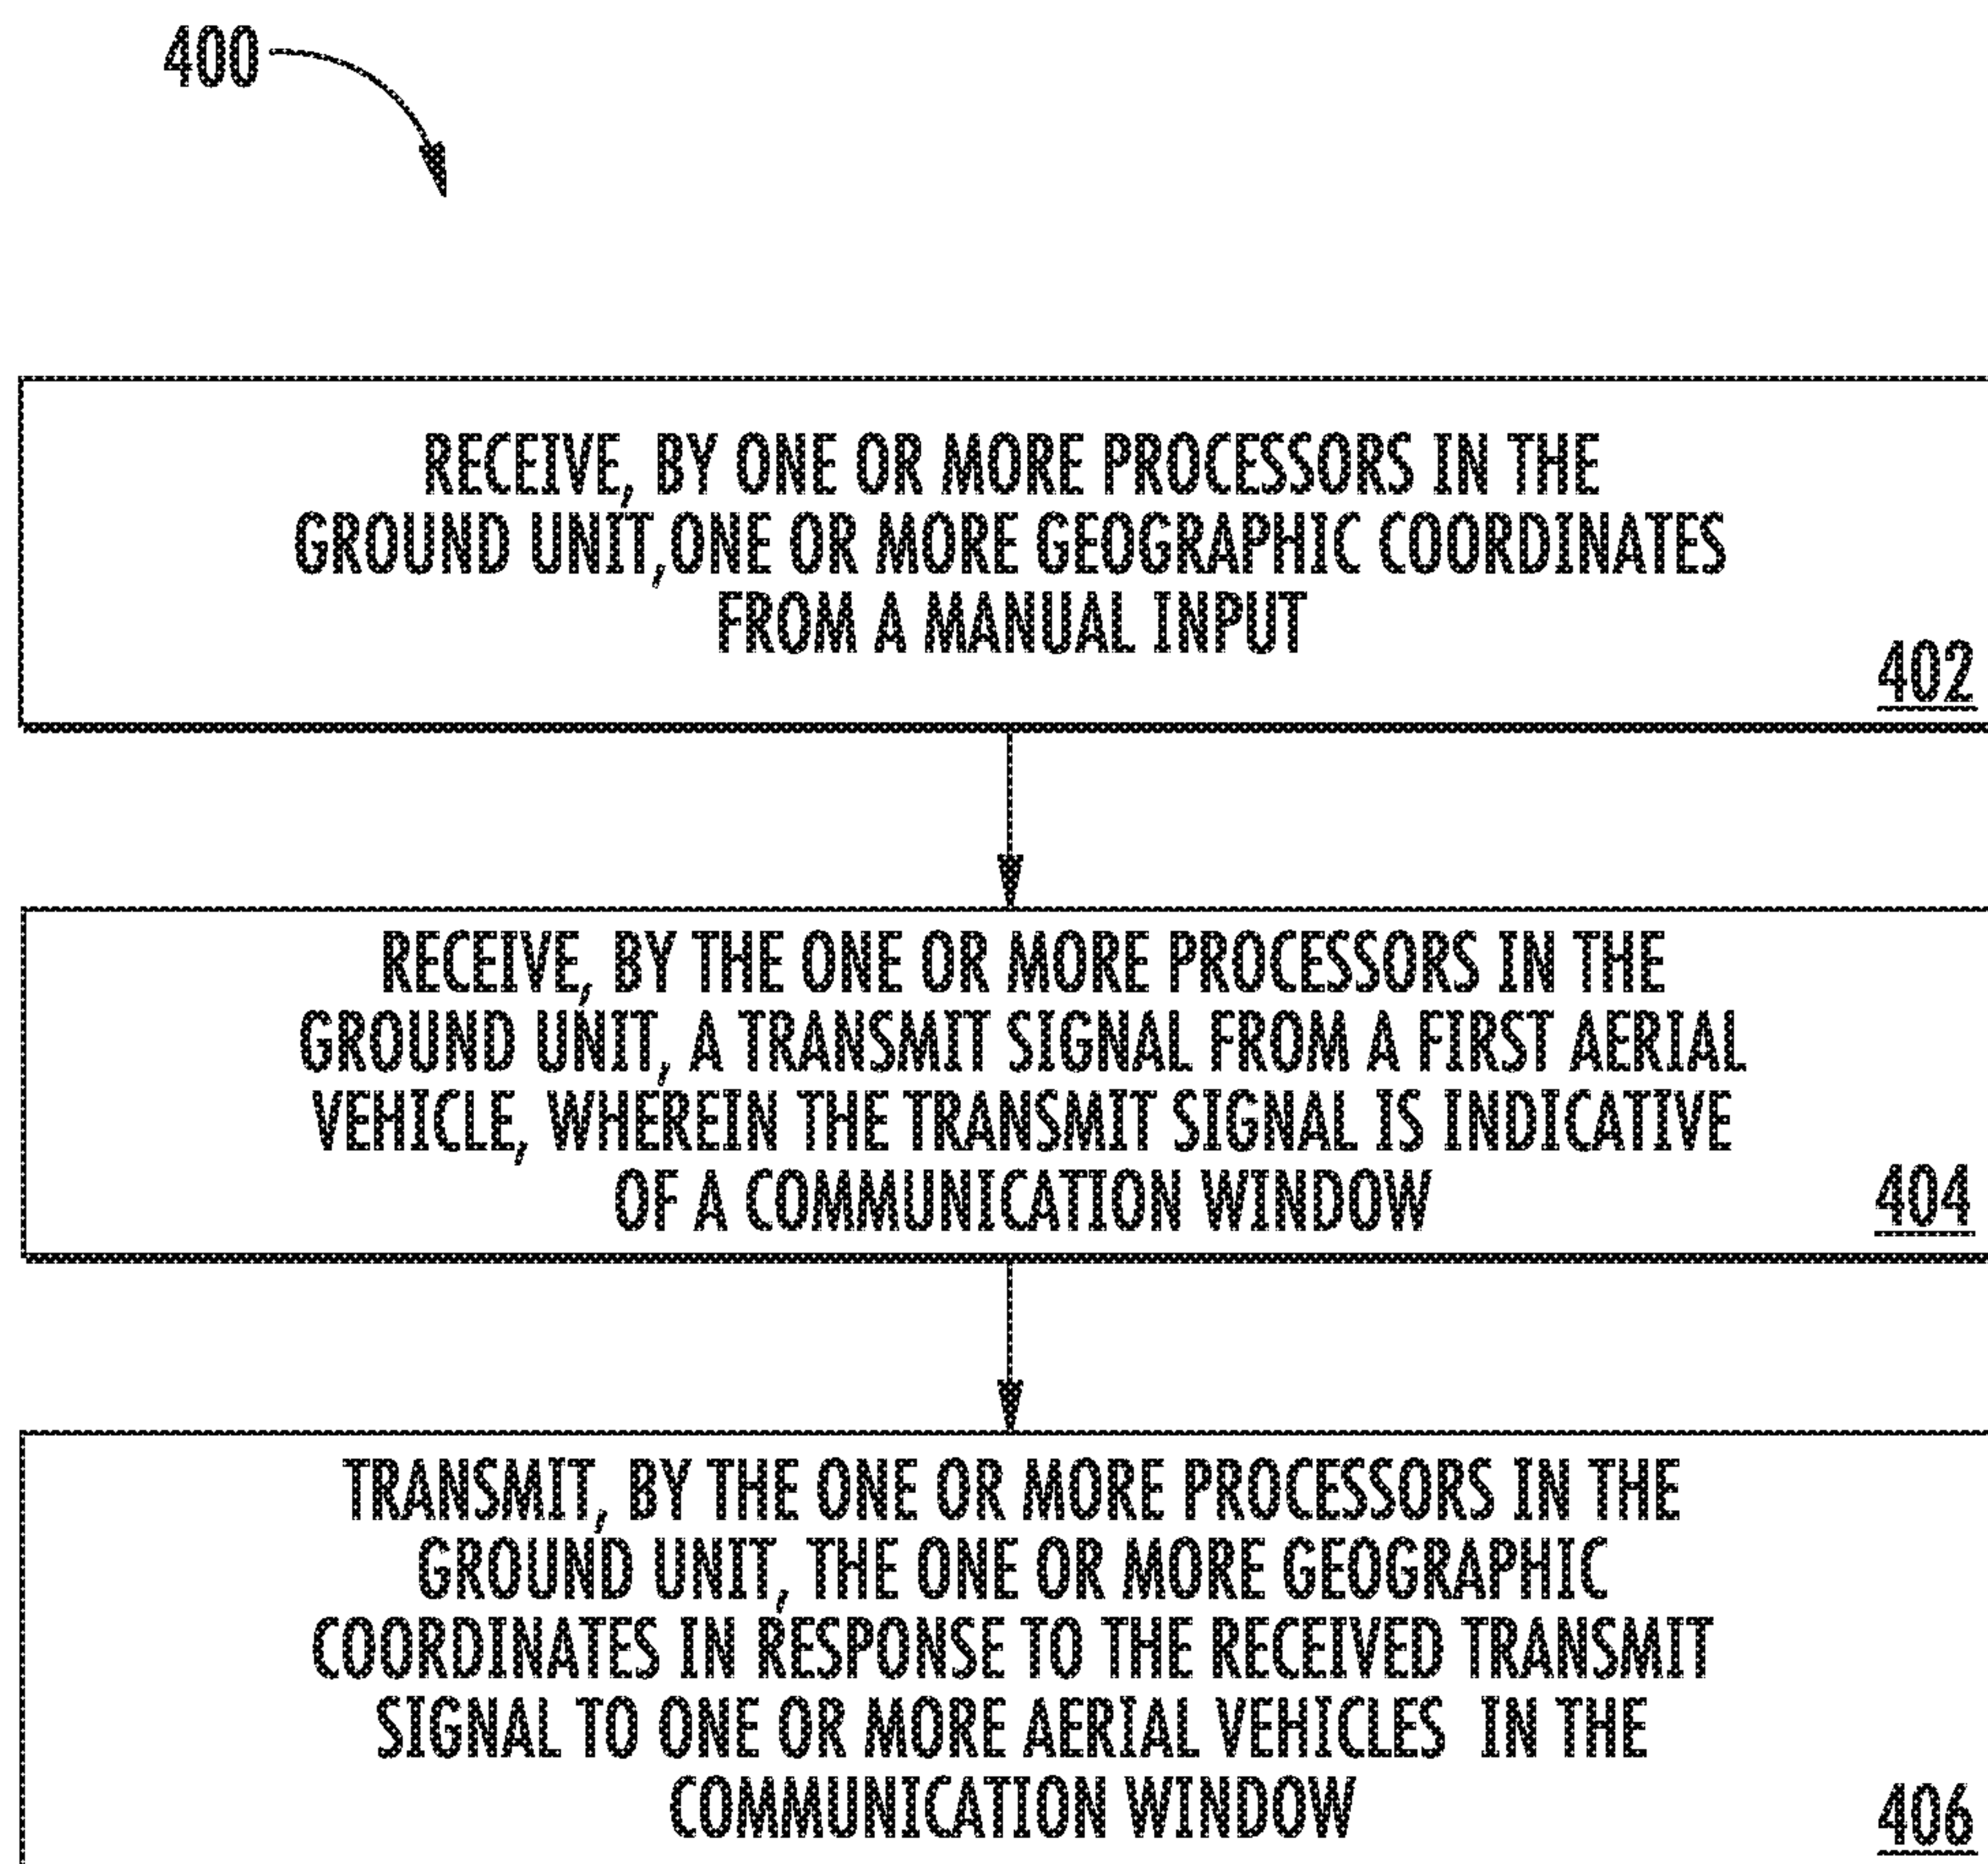 400
RECEIVE, BY ONE OR MORE PROCESSORS IN THE
GROUND UNIT,ONE OR MORE GEOGRAPHIC COORDINATES
FROM A MANUAL INPUT
402
RECEIVE, BY THE ONE OR MORE PROCESSORS IN THE
GROUND UNIT, A TRANSMIT SIGNAL FROM A FIRST AERIAL
VEHICLE, WHEREIN THE TRANSMIT SIGNAL IS INDICATIVE
OF A COMMUNICATION WINDOW
404
TRANSMIT, BY THE ONE OR MORE PROCESSORS IN THE
GROUND UNIT, THE ONE OR MORE GEOGRAPHIC
COORDINATES IN RESPONSE TO THE RECEIVED TRANSMIT
SIGNAL TO ONE OR MORE AERIAL VEHICLES IN THE
COMMUNICATION WINDOW
406